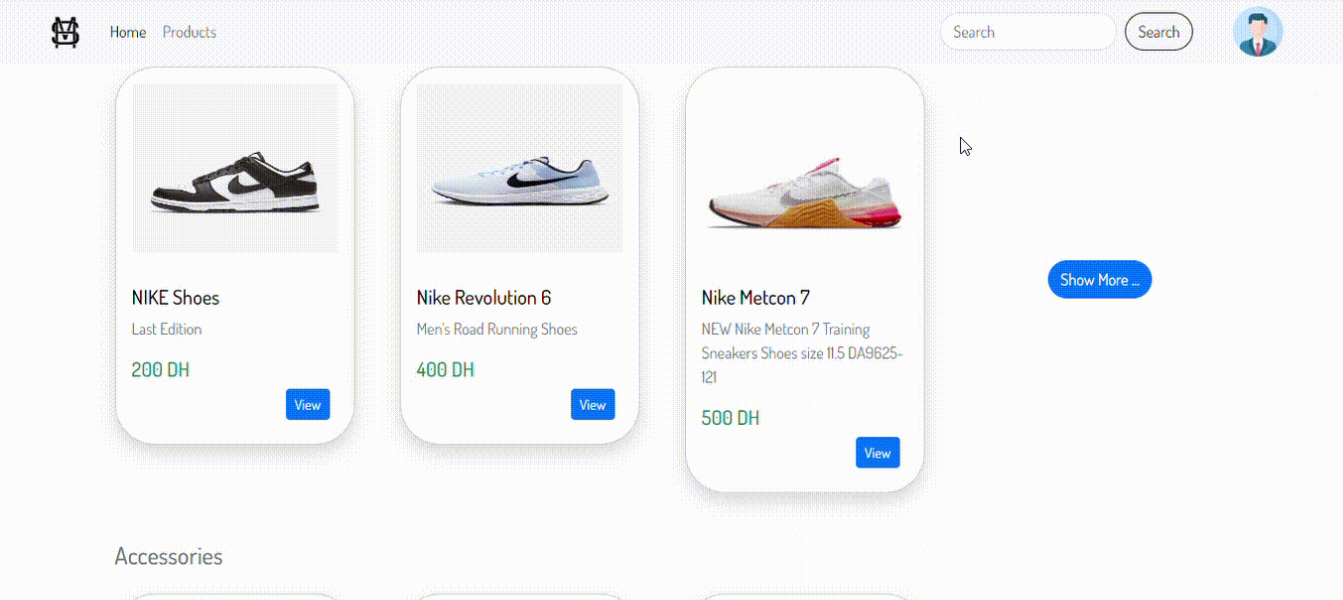 Home Products
Search
Search
NIKE Shoes
Last Edition
200 DH
View
Nike Revolution 6
Men's Road Running Shoes
400 DH
View
Nike Metcon 7
NEW Nike Metcon 7 Training
Sneakers Shoes size 11.5 DA9625-
121
500 DH
View
Show More ...
Accessories